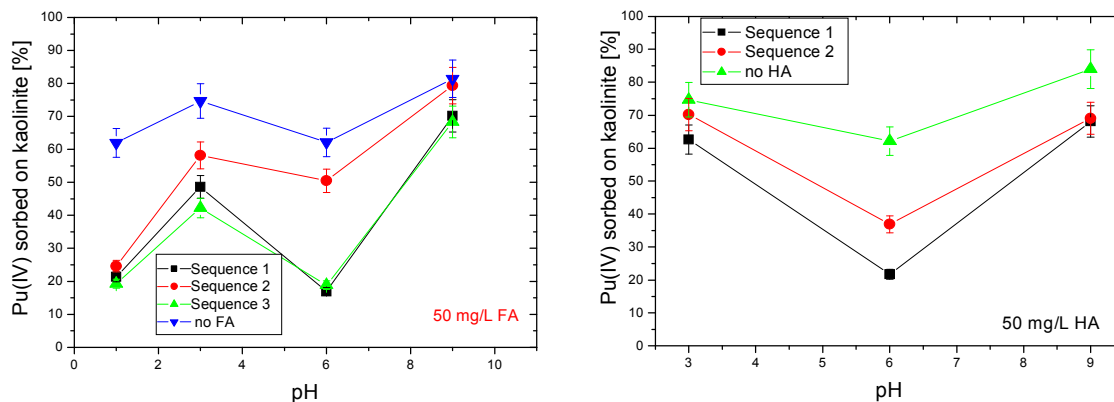 Pu(IV) sorbed on kaolinite [%]
100
90
80
70
60
50
40
30
20
10
0
Sequence 1
Sequence 2
Sequence 3
no FA
50 mg/L FA
0 2 4 6 8 10
pH
Pu(IV) sorbed on kaolinite [%]
100
90
80
70
60
50
40
30
20
10
0
Sequence 1
Sequence 2
no HA
50 mg/L HA
3 4 5 6 7 8 9
pH